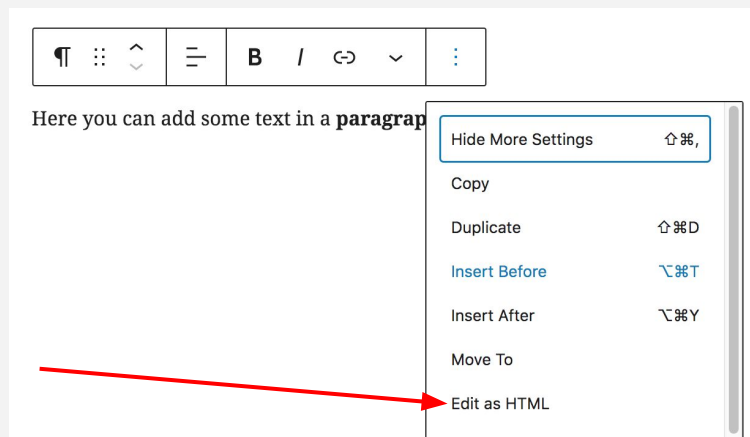 B I
Here you can add some text in a paragrap
Hide More Settings ⇧⌘,
Copy
Duplicate ⇧⌘D
Insert Before ⌥⌘T
Insert After ⌥⌘Y
Move To
Edit as HTML